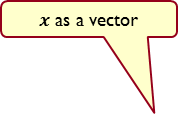 x as a vector